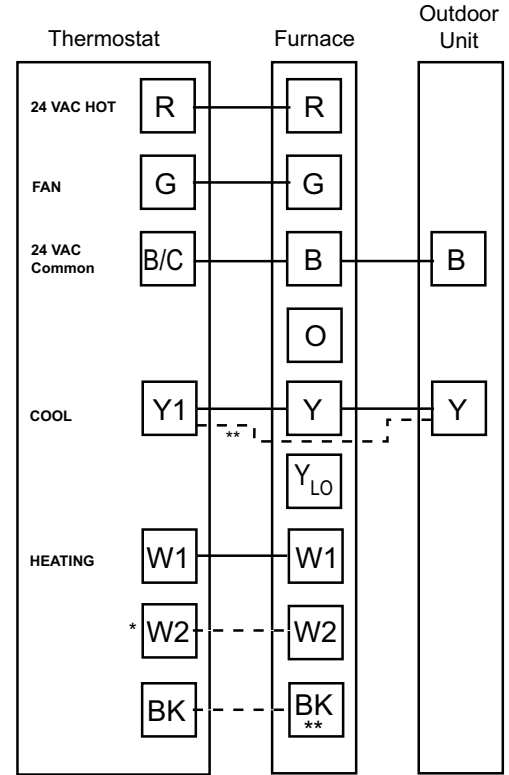 Outdoor
Thermostat Furnace Unit
24 VAC HOT R R
FAN G G
24 VAC
Common B/C B B
O
COOL Y1 Y Y
**
YLO
HEATING W1 W1
* W2 W2
BK BK
**